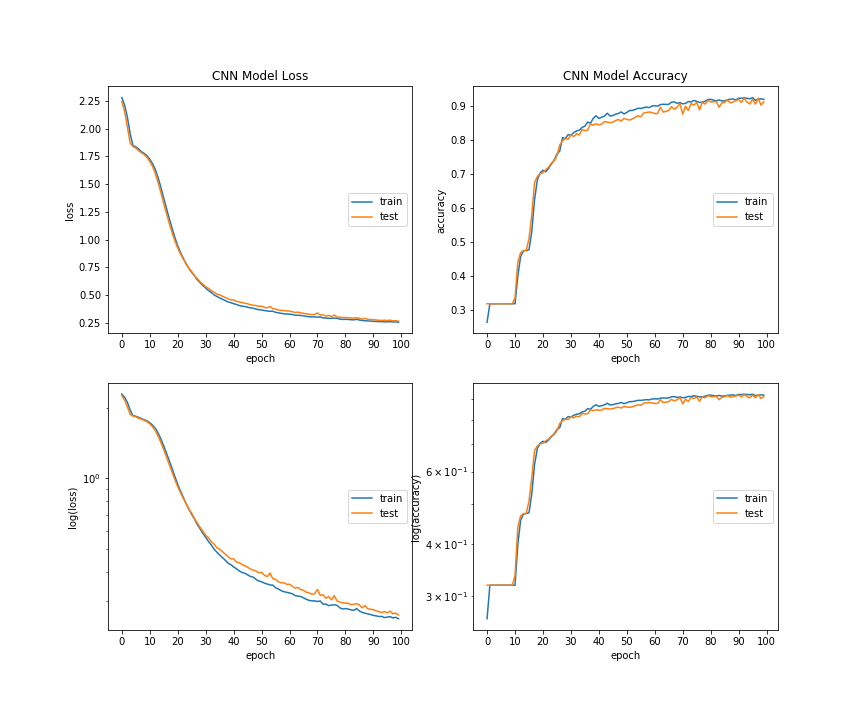 CNN Model Loss
2.25
2.00
1.75
1.50
1.25
1.00
0.75
0.50
0.25
loss
0 10 20 30 40 50 60 70 80 90 100
epoch
train
test
CNN Model Accuracy
0.9
0.8
0.7
0.6
0.5
0.4
0.3
accuracy
0 10 20 30 40 50 60 70 80 90 100
epoch
train
test
10⁰
log(loss)
0 10 20 30 40 50 60 70 80 90 100
epoch
train
test
6 × 10⁻¹
4 × 10⁻¹
3 × 10⁻¹
log(accuracy)
0 10 20 30 40 50 60 70 80 90 100
epoch
train
test